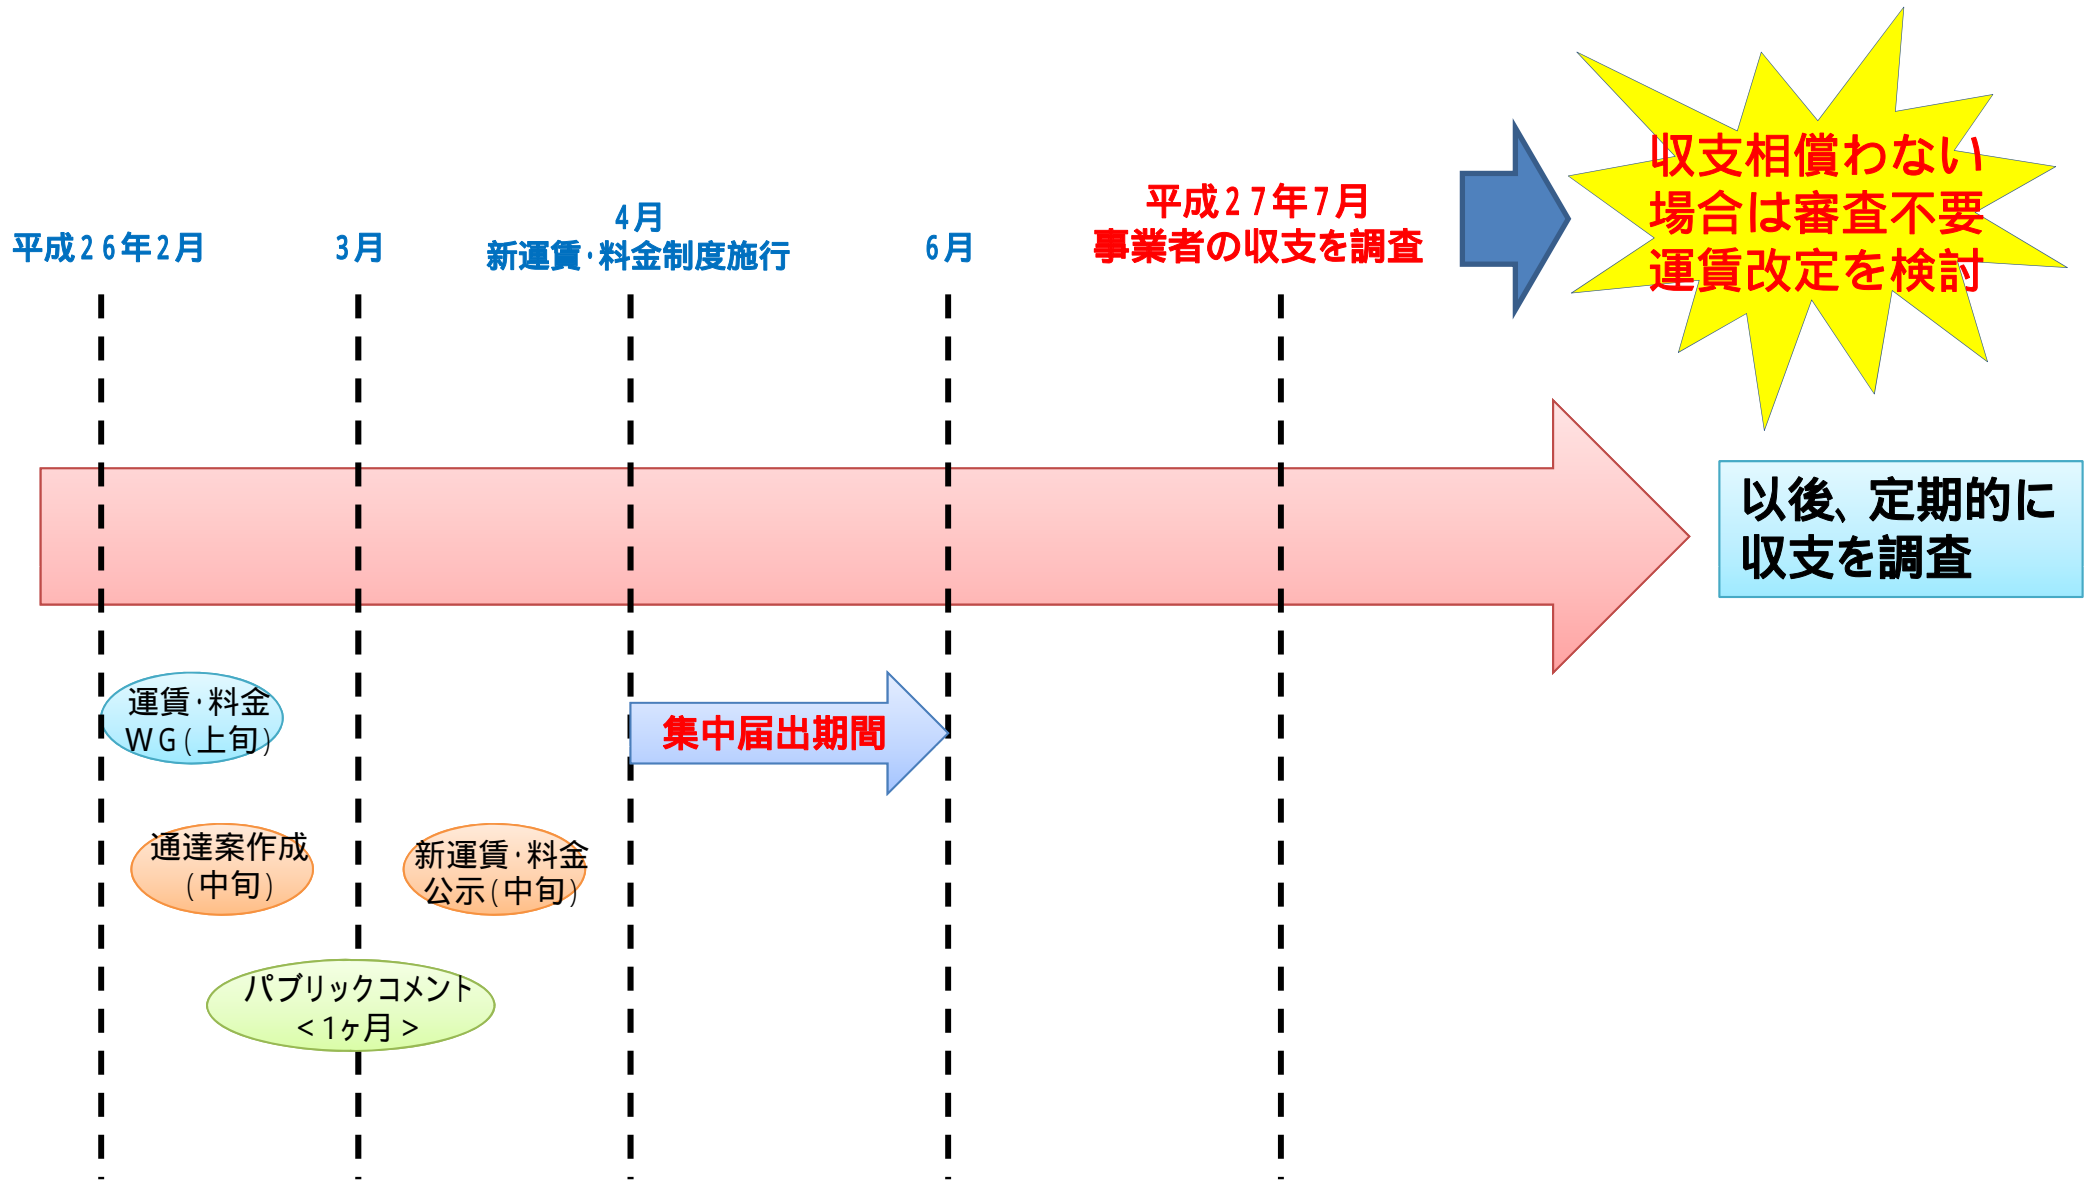 平成26年2月
3月
4月
新運賃・料金制度施行
6月
平成27年7月
事業者の収支を調査
収支相償わない
場合は審査不要
運賃改定を検討
以後、定期的に
収支を調査
運賃・料金
WG(上旬)
集中届出期間
通達案作成
(中旬)
新運賃・料金
公示(中旬)
パブリックコメント
<1ヶ月>